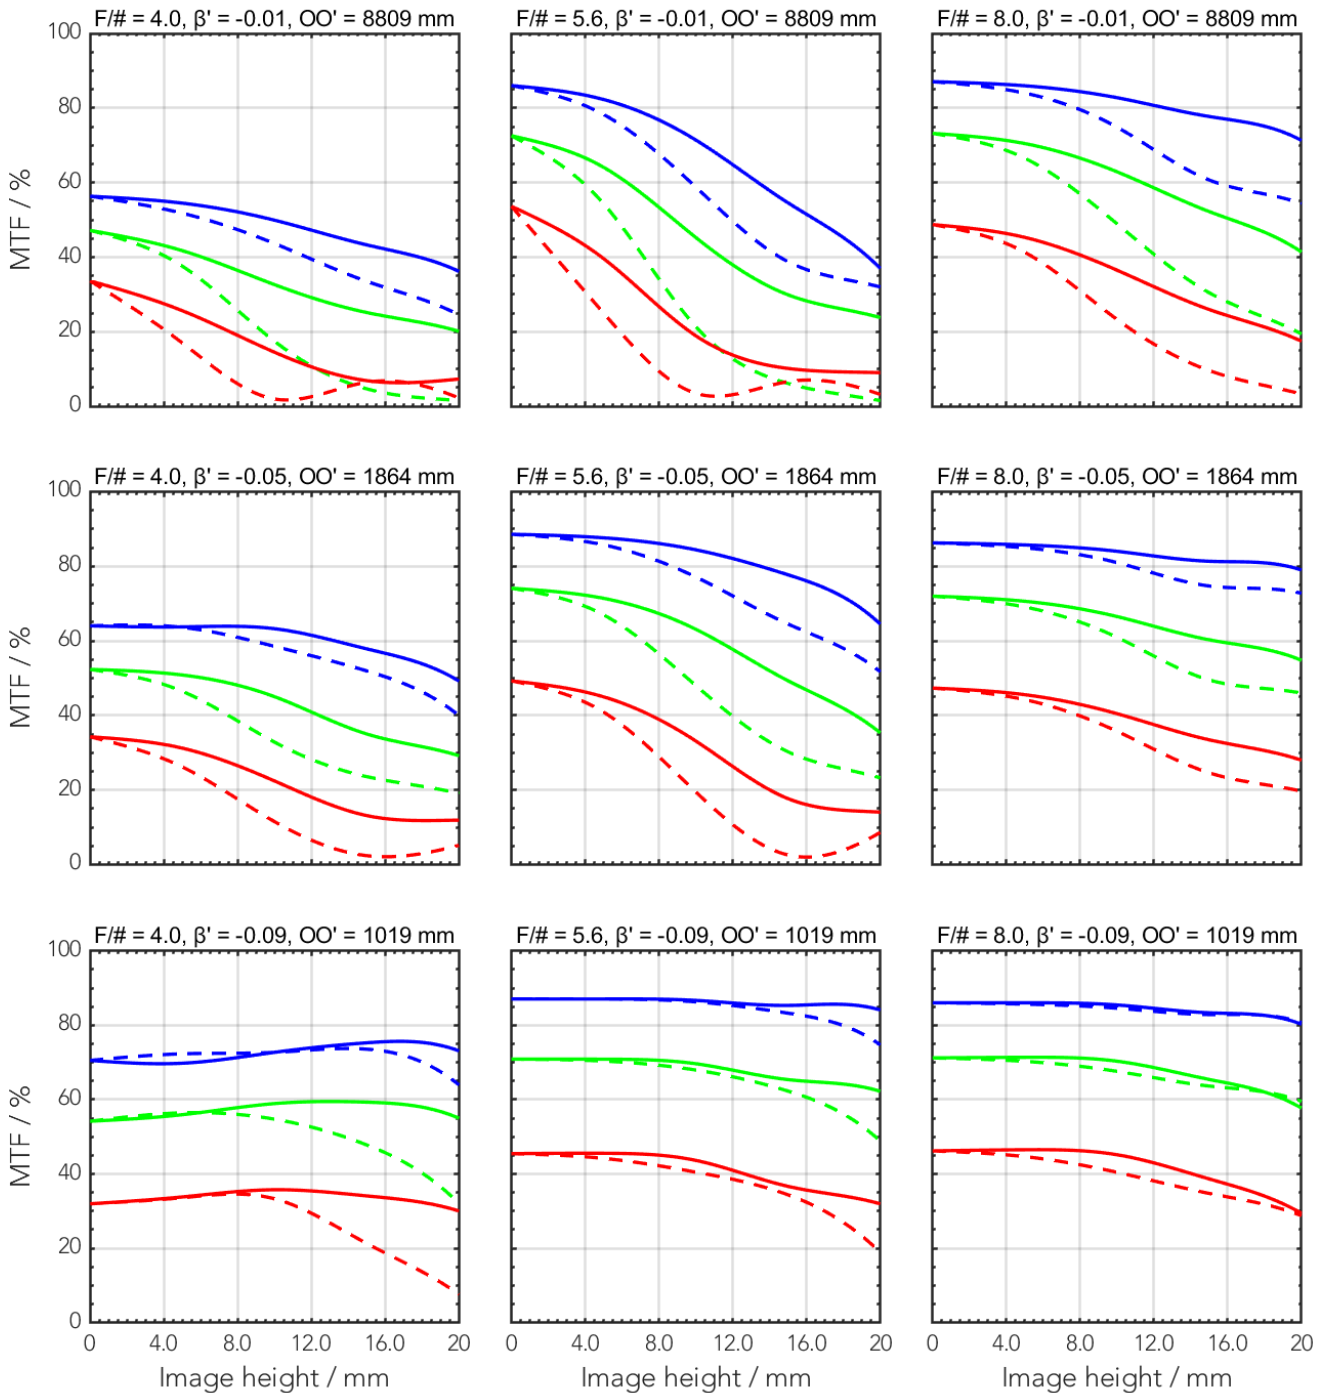 F/# = 4.0, β' = -0.01, OO' = 8809 mm
F/# = 5.6, β' = -0.01, OO' = 8809 mm
F/# = 8.0, β' = -0.01, OO' = 8809 mm
100
80
60
40
20
0
MTF / %
F/# = 4.0, β' = -0.05, OO' = 1864 mm
F/# = 5.6, β' = -0.05, OO' = 1864 mm
F/# = 8.0, β' = -0.05, OO' = 1864 mm
100
80
60
40
20
0
MTF / %
F/# = 4.0, β' = -0.09, OO' = 1019 mm
F/# = 5.6, β' = -0.09, OO' = 1019 mm
F/# = 8.0, β' = -0.09, OO' = 1019 mm
100
80
60
40
20
0
MTF / %
0 4.0 8.0 12.0 16.0 20
0 4.0 8.0 12.0 16.0 20
0 4.0 8.0 12.0 16.0 20
Image height / mm
Image height / mm
Image height / mm